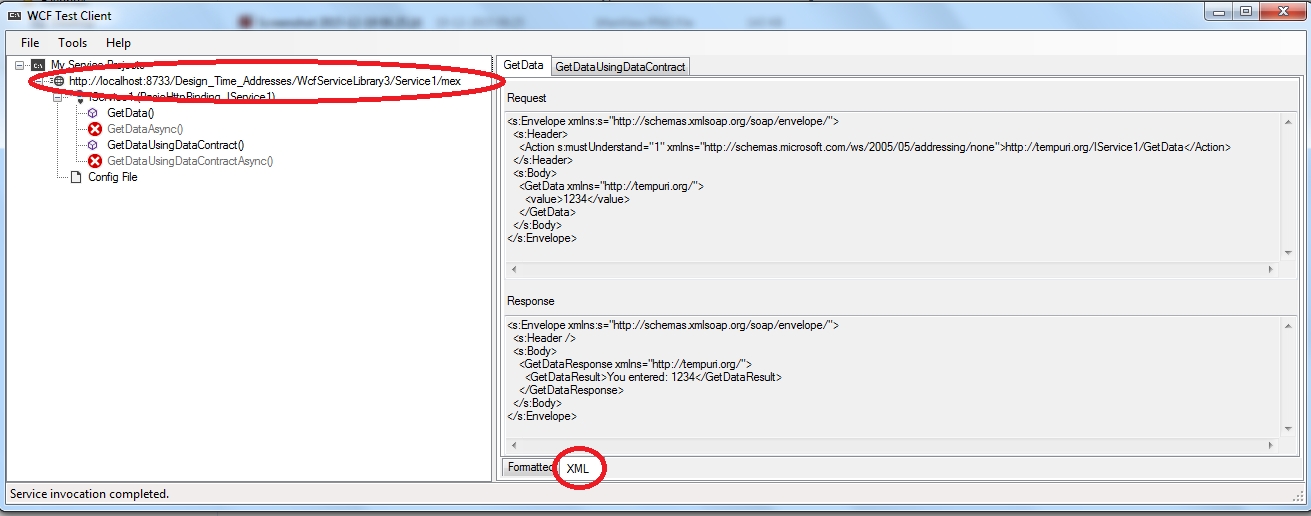 WCF Test Client
File Tools Help
My Service Projects
http://localhost:8733/Design_Time_Addresses/WcfServiceLibrary3/Service1/mex
IService1 (BasicHttpBinding_IService1)
GetData()
GetDataAsync()
GetDataUsingDataContract()
GetDataUsingDataContractAsync()
Config File
GetData GetDataUsingDataContract
Request
<s:Envelope xmlns:s="http://schemas.xmlsoap.org/soap/envelope/">
<s:Header>
<Action s:mustUnderstand="1" xmlns="http://schemas.microsoft.com/ws/2005/05/addressing/none">http://tempuri.org/IService1/GetData</Action>
</s:Header>
<s:Body>
<GetData xmlns="http://tempuri.org/">
<value>1234</value>
</GetData>
</s:Body>
</s:Envelope>
Response
<s:Envelope xmlns:s="http://schemas.xmlsoap.org/soap/envelope/">
<s:Header />
<s:Body>
<GetDataResponse xmlns="http://tempuri.org/">
<GetDataResult>You entered: 1234</GetDataResult>
</GetDataResponse>
</s:Body>
</s:Envelope>
Formatted XML
Service invocation completed.